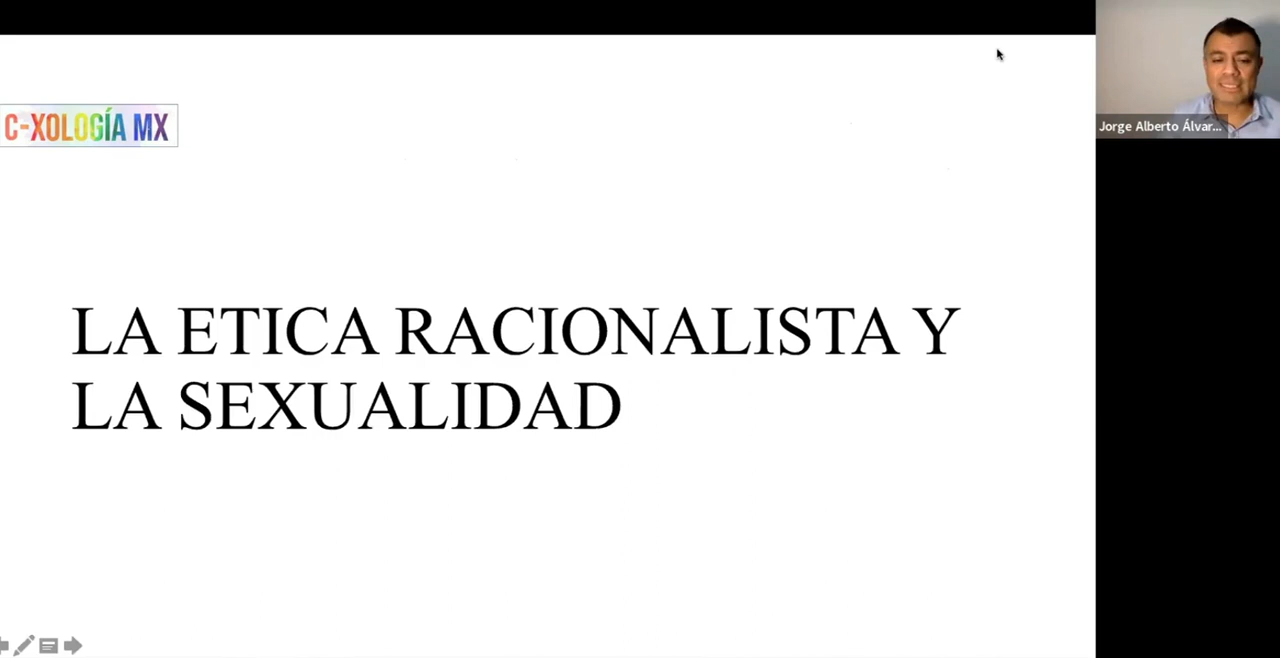 C-XOLOGÍA MX
Jorge Alberto Álvar...
LA ETICA RACIONALISTA Y
LA SEXUALIDAD